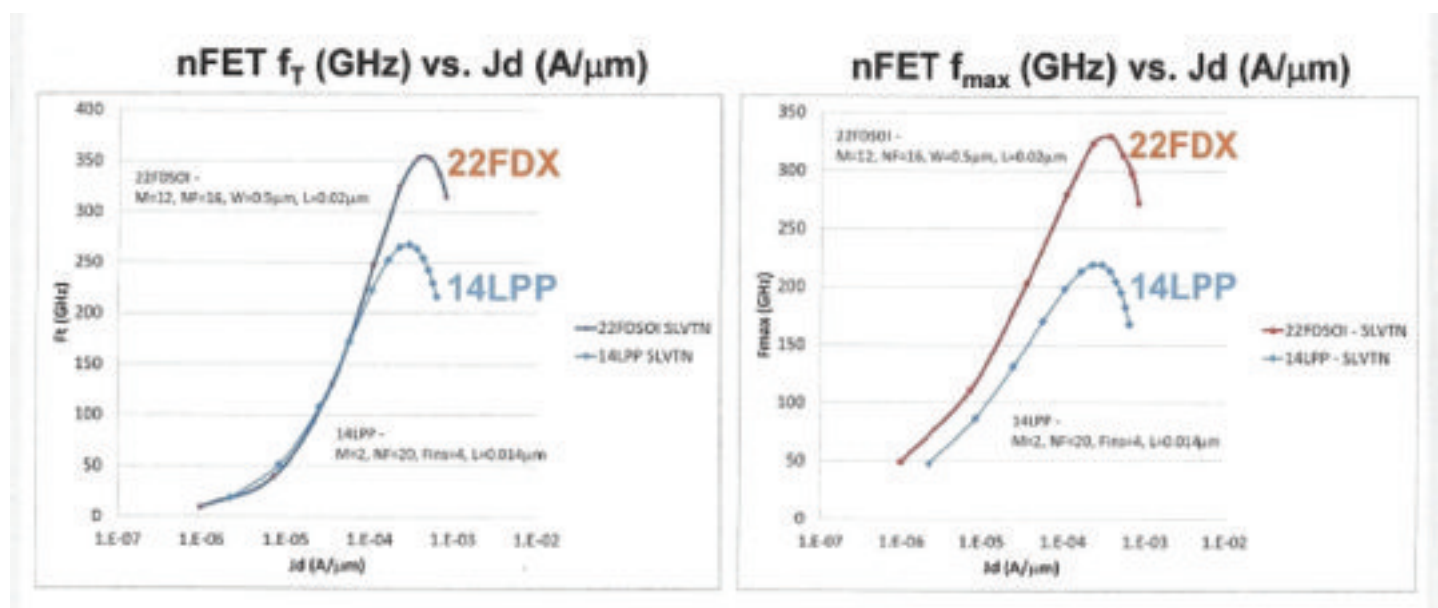 nFET fT (GHz) vs. Jd (A/μm)
400
350
300
250
200
150
100
50
0
Ft (GHz)
22FDSOI -
M=12, NF=16, W=0.5μm, L=0.02μm
22FDX
14LPP
14LPP -
M=2, NF=20, Fins=4, L=0.014μm
22FDSOI SLVTN
14LPP SLVTN
1.E-07 1.E-06 1.E-05 1.E-04 1.E-03 1.E-02
Jd (A/μm)
nFET fmax (GHz) vs. Jd (A/μm)
350
300
250
200
150
100
50
0
Fmax (GHz)
22FDSOI -
M=12, NF=16, W=0.5μm, L=0.02μm
22FDX
14LPP
14LPP -
M=2, NF=20, Fins=4, L=0.014μm
22FDSOI - SLVTN
14LPP - SLVTN
1.E-07 1.E-06 1.E-05 1.E-04 1.E-03 1.E-02
Jd (A/μm)